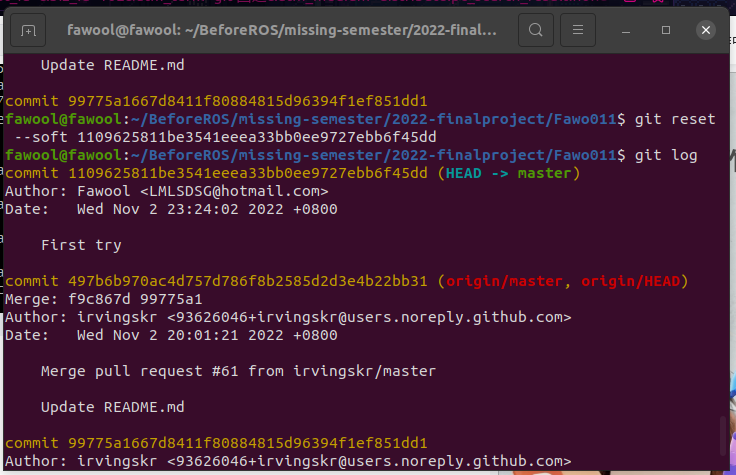 fawool@fawool: ~/BeforeROS/missing-semester/2022-final...
Update README.md
commit 99775a1667d8411f80884815d96394f1ef851dd1
fawool@fawool:~/BeforeROS/missing-semester/2022-finalproject/Fawo011$ git reset
--soft 1109625811be3541eeea33bb0ee9727ebb6f45dd
fawool@fawool:~/BeforeROS/missing-semester/2022-finalproject/Fawo011$ git log
commit 1109625811be3541eeea33bb0ee9727ebb6f45dd (HEAD -> master)
Author: Fawool <LMLSDSG@hotmail.com>
Date:   Wed Nov 2 23:24:02 2022 +0800
First try
commit 497b6b970ac4d757d786f8b2585d2d3e4b22bb31 (origin/master, origin/HEAD)
Merge: f9c867d 99775a1
Author: irvingskr <93626046+irvingskr@users.noreply.github.com>
Date:   Wed Nov 2 20:01:21 2022 +0800
Merge pull request #61 from irvingskr/master
Update README.md
commit 99775a1667d8411f80884815d96394f1ef851dd1
Author: irvingskr <93626046+irvingskr@users.noreply.github.com>